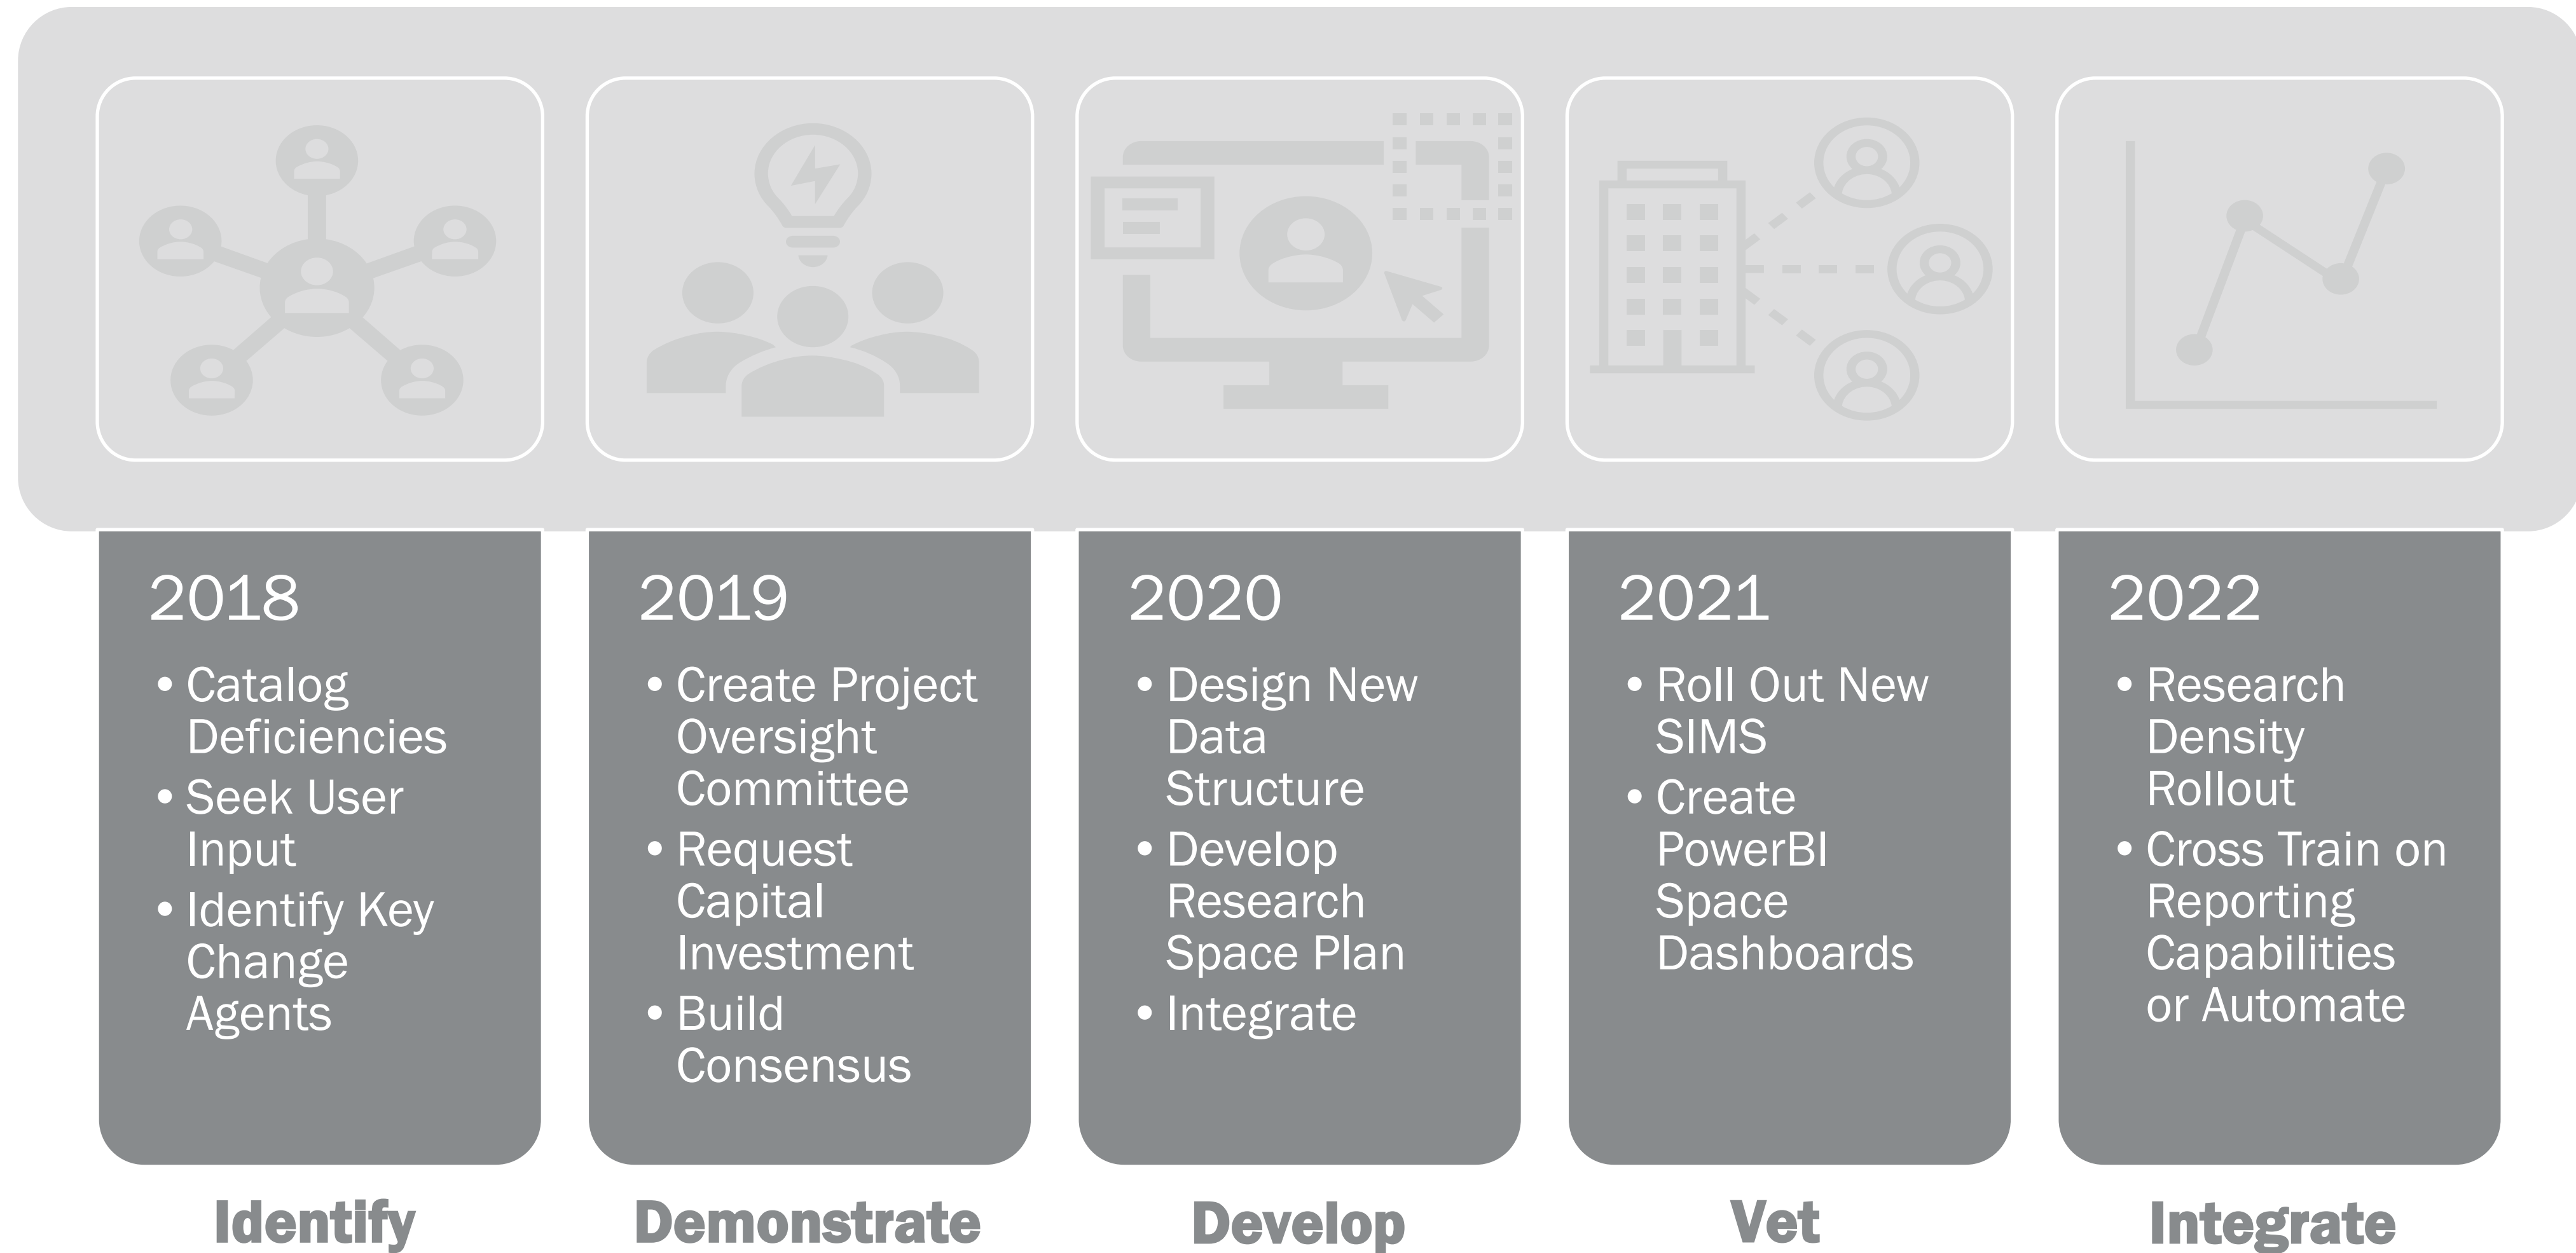 2018
• Catalog
Deficiencies
• Seek User
Input
• Identify Key
Change
Agents
Identify
2019
• Create Project
Oversight
Committee
• Request
Capital
Investment
• Build
Consensus
Demonstrate
2020
• Design New
Data
Structure
• Develop
Research
Space Plan
• Integrate
Develop
2021
• Roll Out New
SIMS
• Create
PowerBI
Space
Dashboards
Vet
2022
• Research
Density
Rollout
• Cross Train on
Reporting
Capabilities
or Automate
Integrate